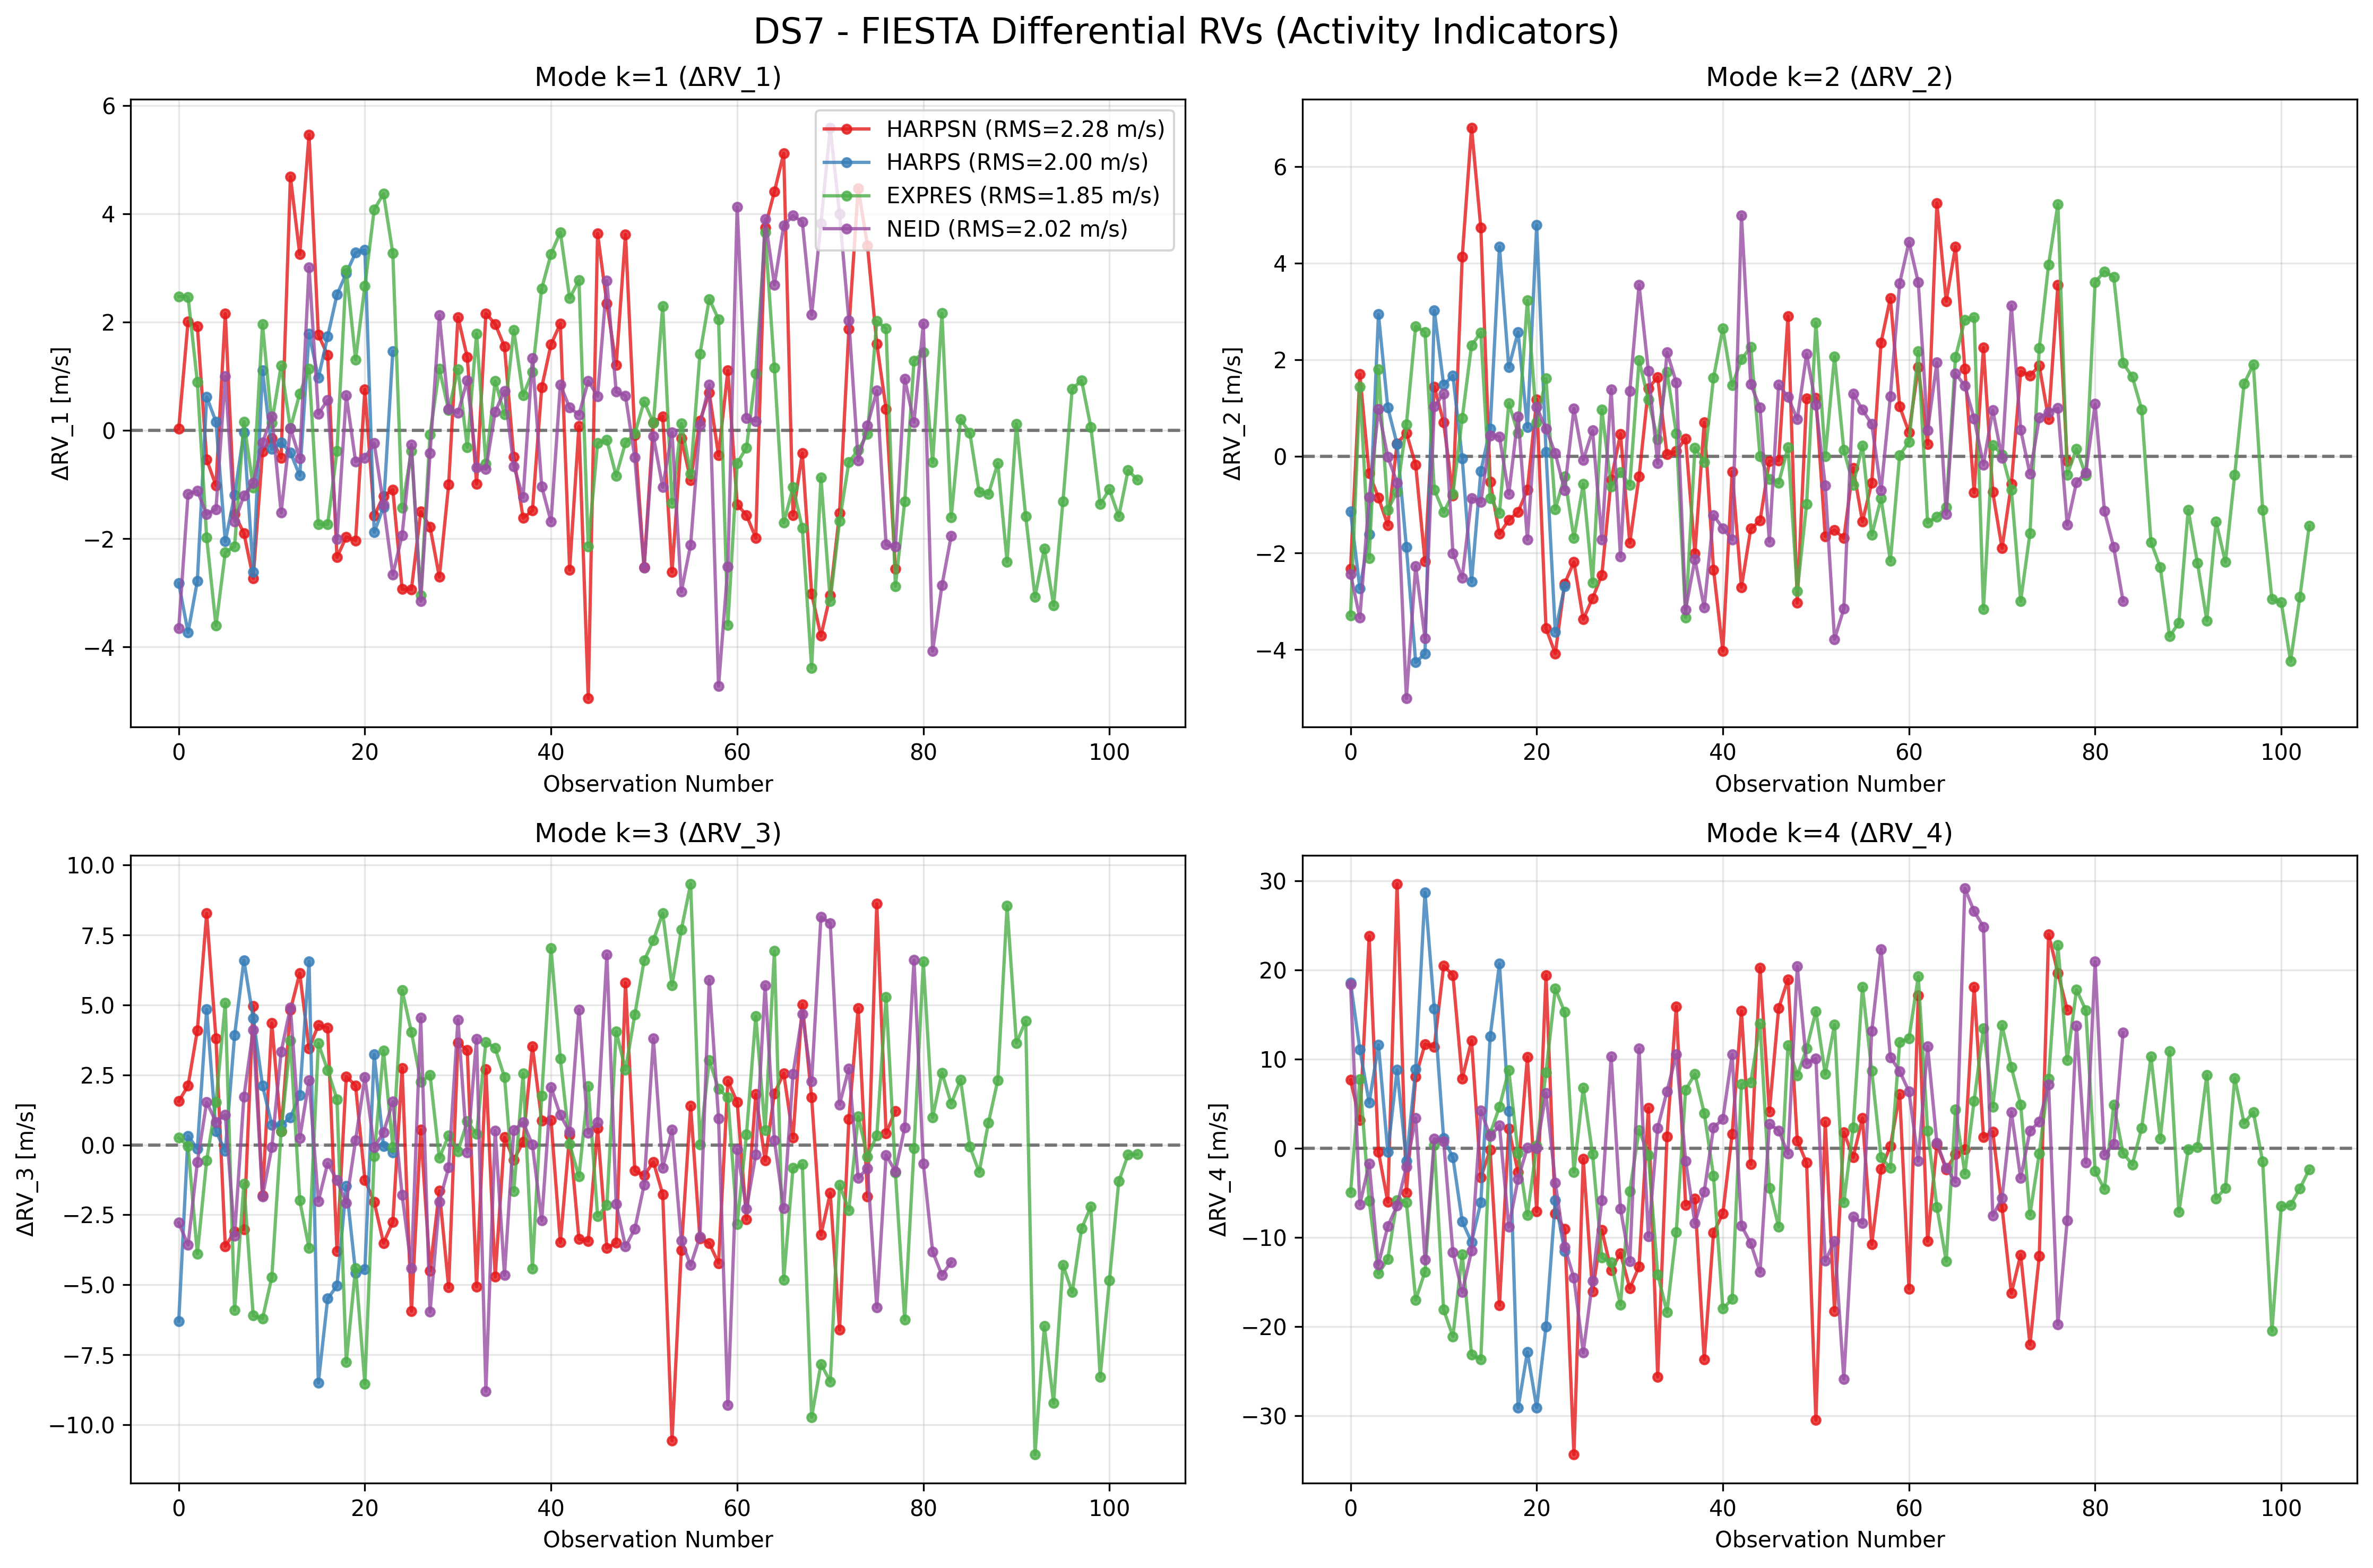 DS7 - FIESTA Differential RVs (Activity Indicators)
Mode k=1 (ΔRV_1)
6
4
2
0
−2
−4
ΔRV_1 [m/s]
HARPSN (RMS=2.28 m/s)
HARPS (RMS=2.00 m/s)
EXPRES (RMS=1.85 m/s)
NEID (RMS=2.02 m/s)
0 20 40 60 80 100
Observation Number
Mode k=2 (ΔRV_2)
6
4
2
0
−2
−4
ΔRV_2 [m/s]
0 20 40 60 80 100
Observation Number
Mode k=3 (ΔRV_3)
10.0
7.5
5.0
2.5
0.0
−2.5
−5.0
−7.5
−10.0
ΔRV_3 [m/s]
0 20 40 60 80 100
Observation Number
Mode k=4 (ΔRV_4)
30
20
10
0
−10
−20
−30
ΔRV_4 [m/s]
0 20 40 60 80 100
Observation Number